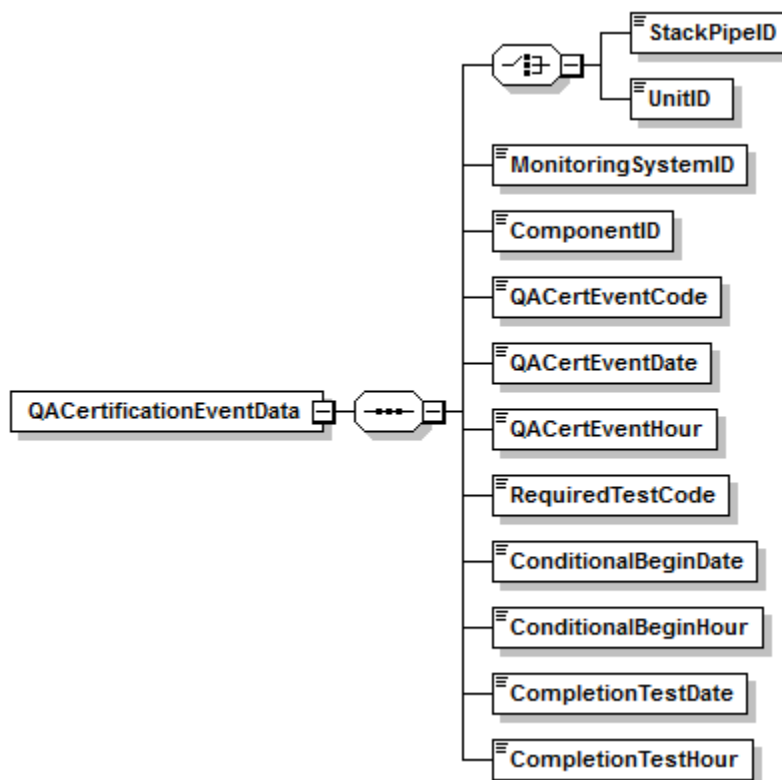 StackPipeID
UnitID
MonitoringSystemID
ComponentID
QACertEventCode
QACertEventDate
QACertificationEventData
QACertEventHour
RequiredTestCode
ConditionalBeginDate
ConditionalBeginHour
CompletionTestDate
CompletionTestHour